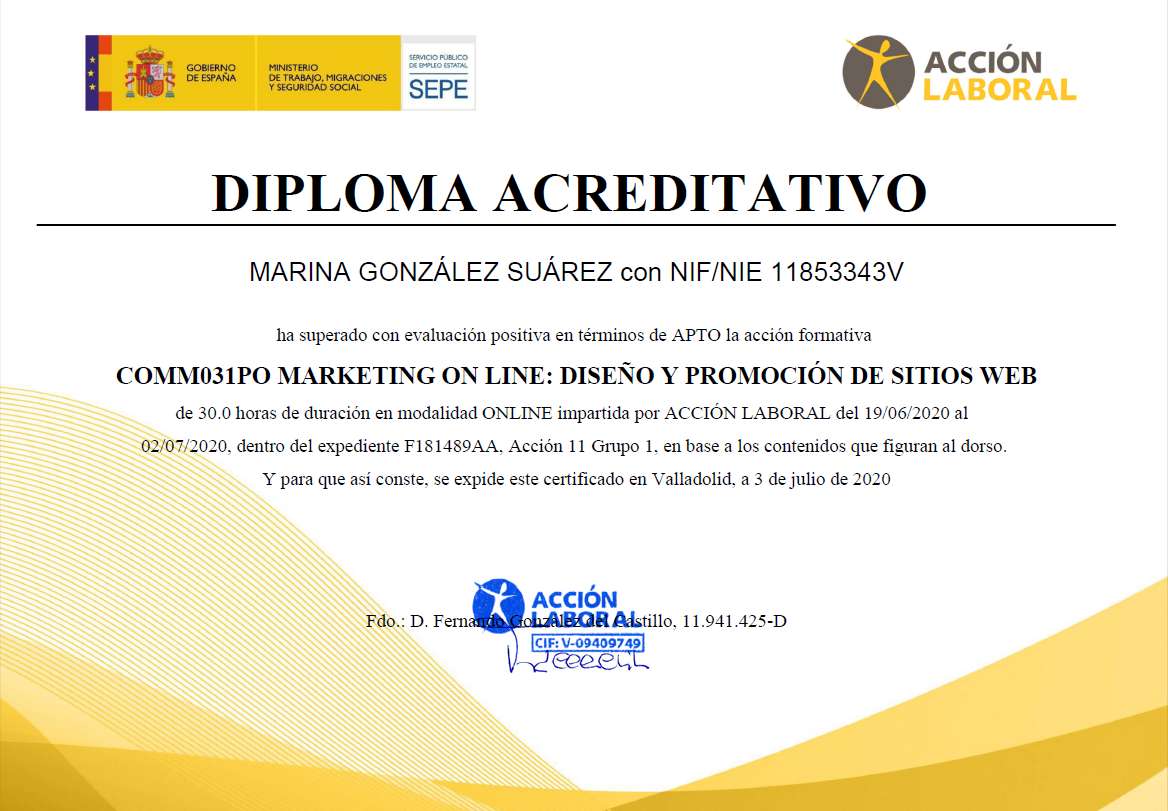 GOBIERNO
DE ESPAÑA
MINISTERIO
DE TRABAJO, MIGRACIONES
Y SEGURIDAD SOCIAL
SERVICIO PÚBLICO
DE EMPLEO ESTATAL
SEPE
ACCIÓN
LABORAL
DIPLOMA ACREDITATIVO
MARINA GONZÁLEZ SUÁREZ con NIF/NIE 11853343V
ha superado con evaluación positiva en términos de APTO la acción formativa
COMM031PO MARKETING ON LINE: DISEÑO Y PROMOCIÓN DE SITIOS WEB
de 30.0 horas de duración en modalidad ONLINE impartida por ACCIÓN LABORAL del 19/06/2020 al
02/07/2020, dentro del expediente F181489AA, Acción 11 Grupo 1, en base a los contenidos que figuran al dorso.
Y para que así conste, se expide este certificado en Valladolid, a 3 de julio de 2020
ACCIÓN
LABORAL
Fdo.: D. Fernando González del Castillo, 11.941.425-D
CIF: V-09409749